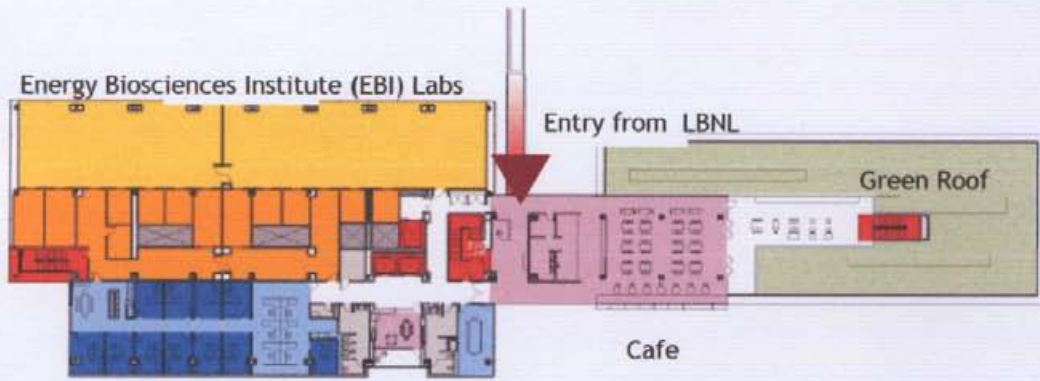 Energy Biosciences Institute (EBI) Labs
Entry from LBNL
Green Roof
Cafe